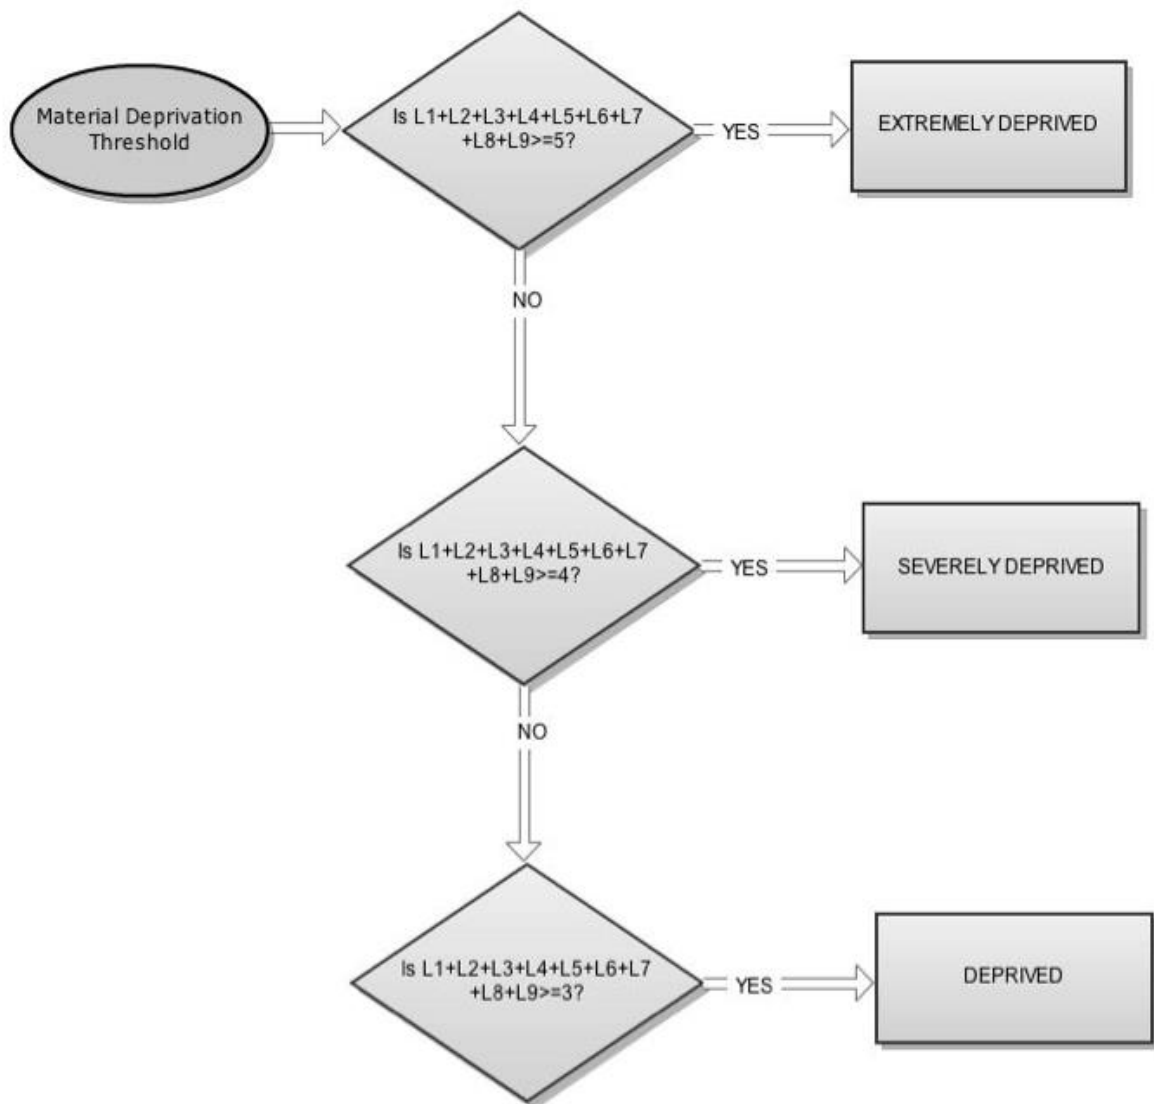 Material Deprivation
Threshold
Is L1+L2+L3+L4+L5+L6+L7
+L8+L9>=5?
YES
EXTREMELY DEPRIVED
NO
Is L1+L2+L3+L4+L5+L6+L7
+L8+L9>=4?
YES
SEVERELY DEPRIVED
NO
Is L1+L2+L3+L4+L5+L6+L7
+L8+L9>=3?
YES
DEPRIVED